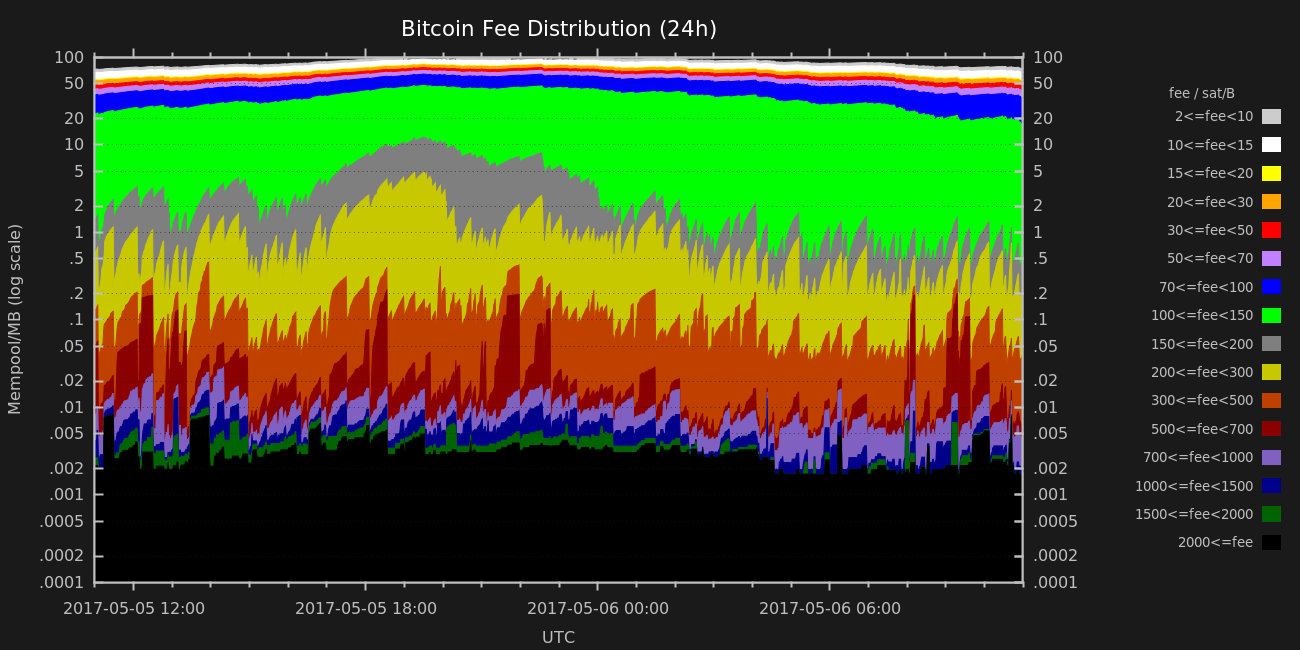 Bitcoin Fee Distribution (24h)
100
50
20
10
5
2
1
.5
.2
.1
.05
.02
.01
.005
.002
.001
.0005
.0002
.0001
Mempool/MB (log scale)
100
50
20
10
5
2
1
.5
.2
.1
.05
.02
.01
.005
.002
.001
.0005
.0002
.0001
2017-05-05 12:00
2017-05-05 18:00
2017-05-06 00:00
2017-05-06 06:00
UTC
fee / sat/B
2<=fee<10
10<=fee<15
15<=fee<20
20<=fee<30
30<=fee<50
50<=fee<70
70<=fee<100
100<=fee<150
150<=fee<200
200<=fee<300
300<=fee<500
500<=fee<700
700<=fee<1000
1000<=fee<1500
1500<=fee<2000
2000<=fee